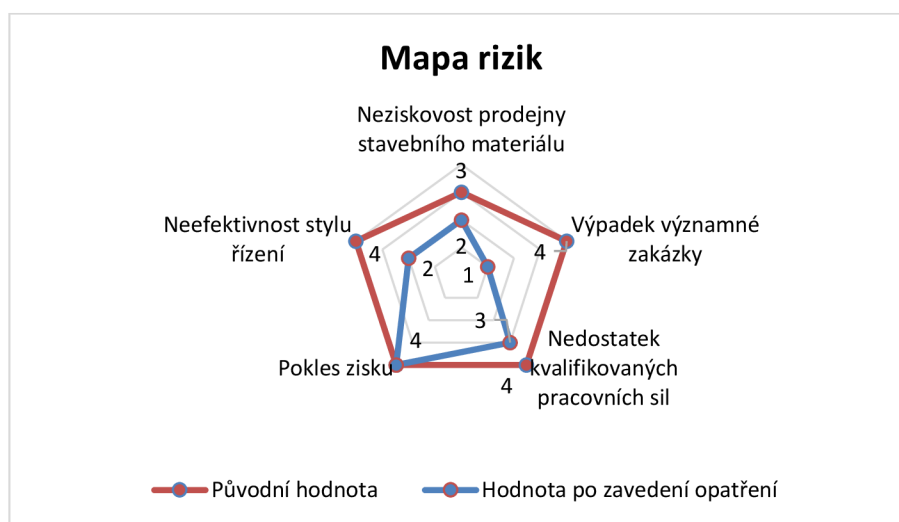 Mapa rizik
Neziskovost prodejny
stavebního materiálu
3
Neefektivnost stylu
řízení
Výpadek významné
zakázky
4
4
2
2
1
3
4
Pokles zisku
Nedostatek
kvalifikovaných
pracovních sil
4
Původní hodnota
Hodnota po zavedení opatření